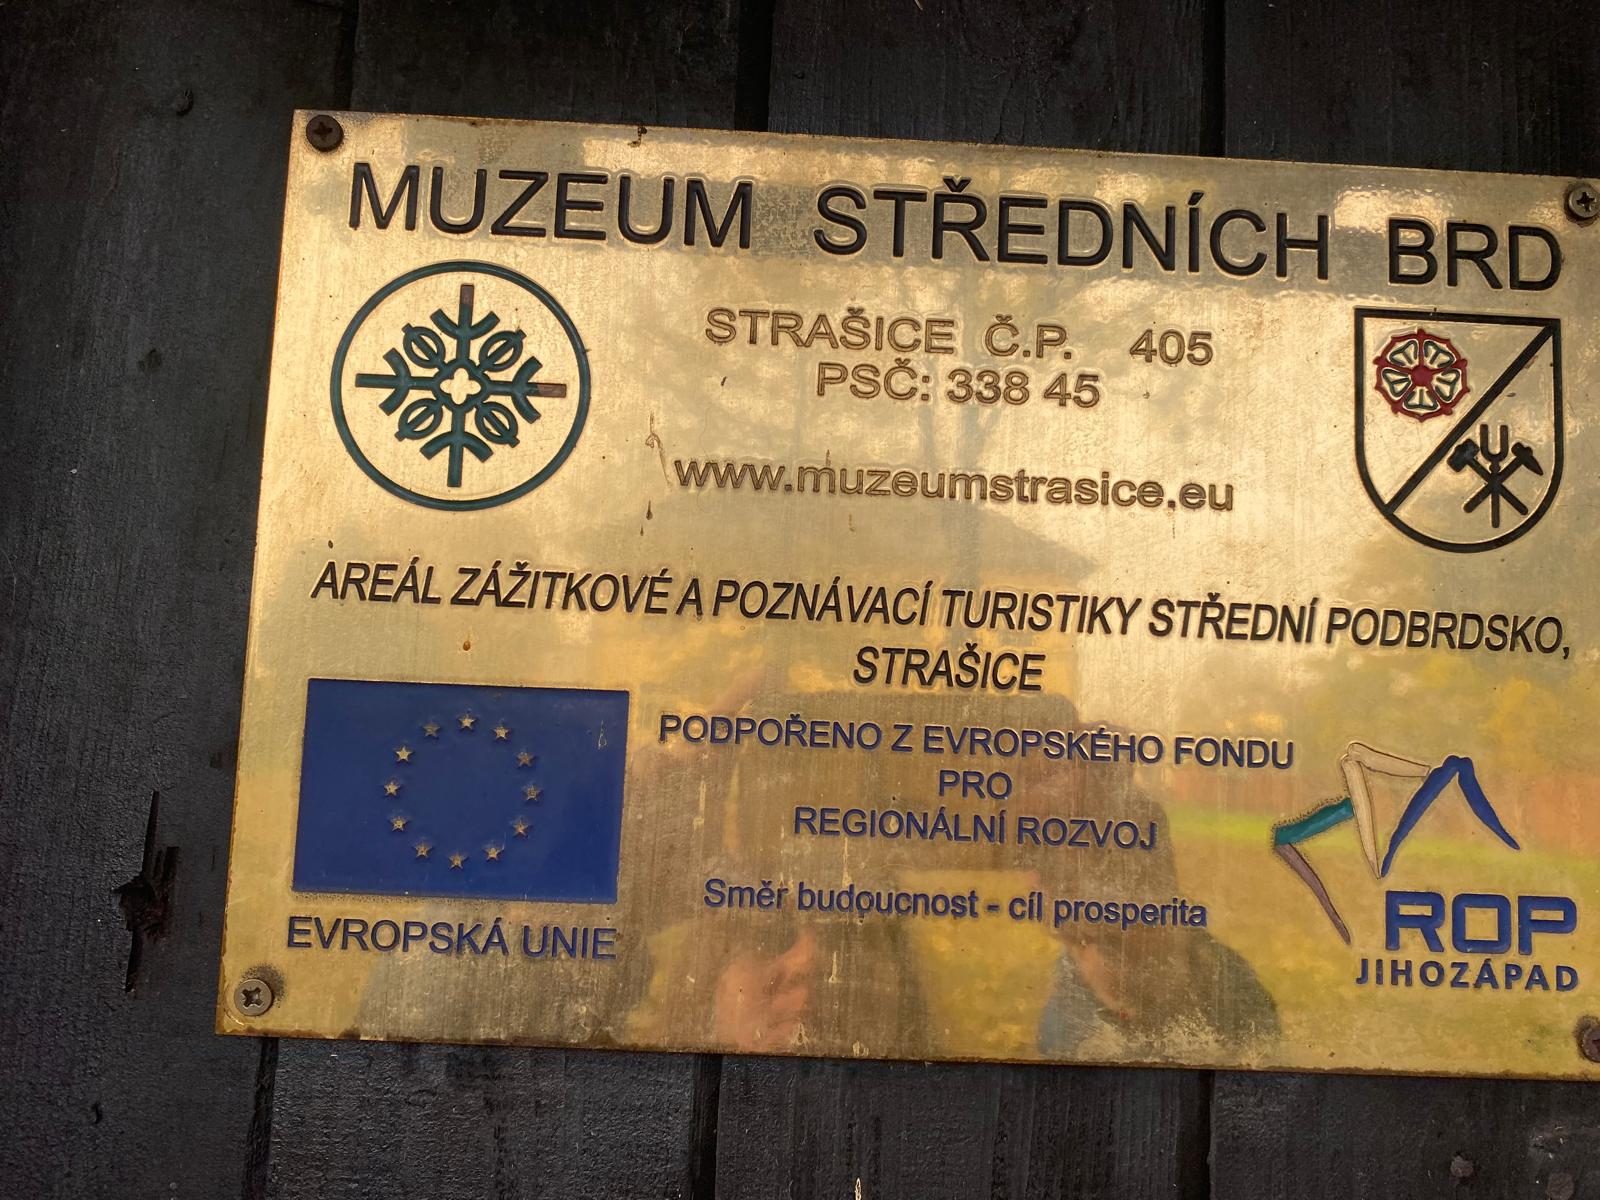 MUZEUM STŘEDNÍCH BRD
STRAŠICE Č.P. 405
PSČ: 338 45
www.muzeumstrasice.eu
AREÁL ZÁŽITKOVÉ A POZNÁVACÍ TURISTIKY STŘEDNÍ PODBRDSKO,
STRAŠICE
PODPOŘENO Z EVROPSKÉHO FONDU
PRO
REGIONÁLNÍ ROZVOJ
Směr budoucnost - cíl prosperita
EVROPSKÁ UNIE
ROP
JIHOZÁPAD